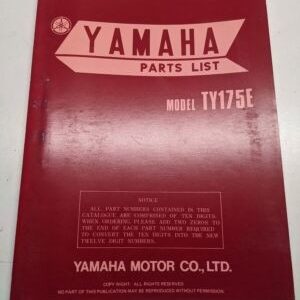 YAMAHA
PARTS LIST
MODEL TY175E
NOTICE
ALL PART NUMBERS CONTAINED IN THIS
CATALOGUE ARE COMPRISED OF TEN DIGITS.
WHEN ORDERING PLEASE ADD TWO ZEROS TO
THE END OF EACH PART NUMBER REQUIRED
TO CONVERT THE TEN DIGITS INTO THE NEW
TWELVE DIGIT NUMBERS.
YAMAHA MOTOR CO., LTD.
COPY RIGHT. ALL RIGHTS RESERVED.
NO PART OF THIS PUBLICATION MAY BE REPRODUCED WITHOUT PERMISSION.